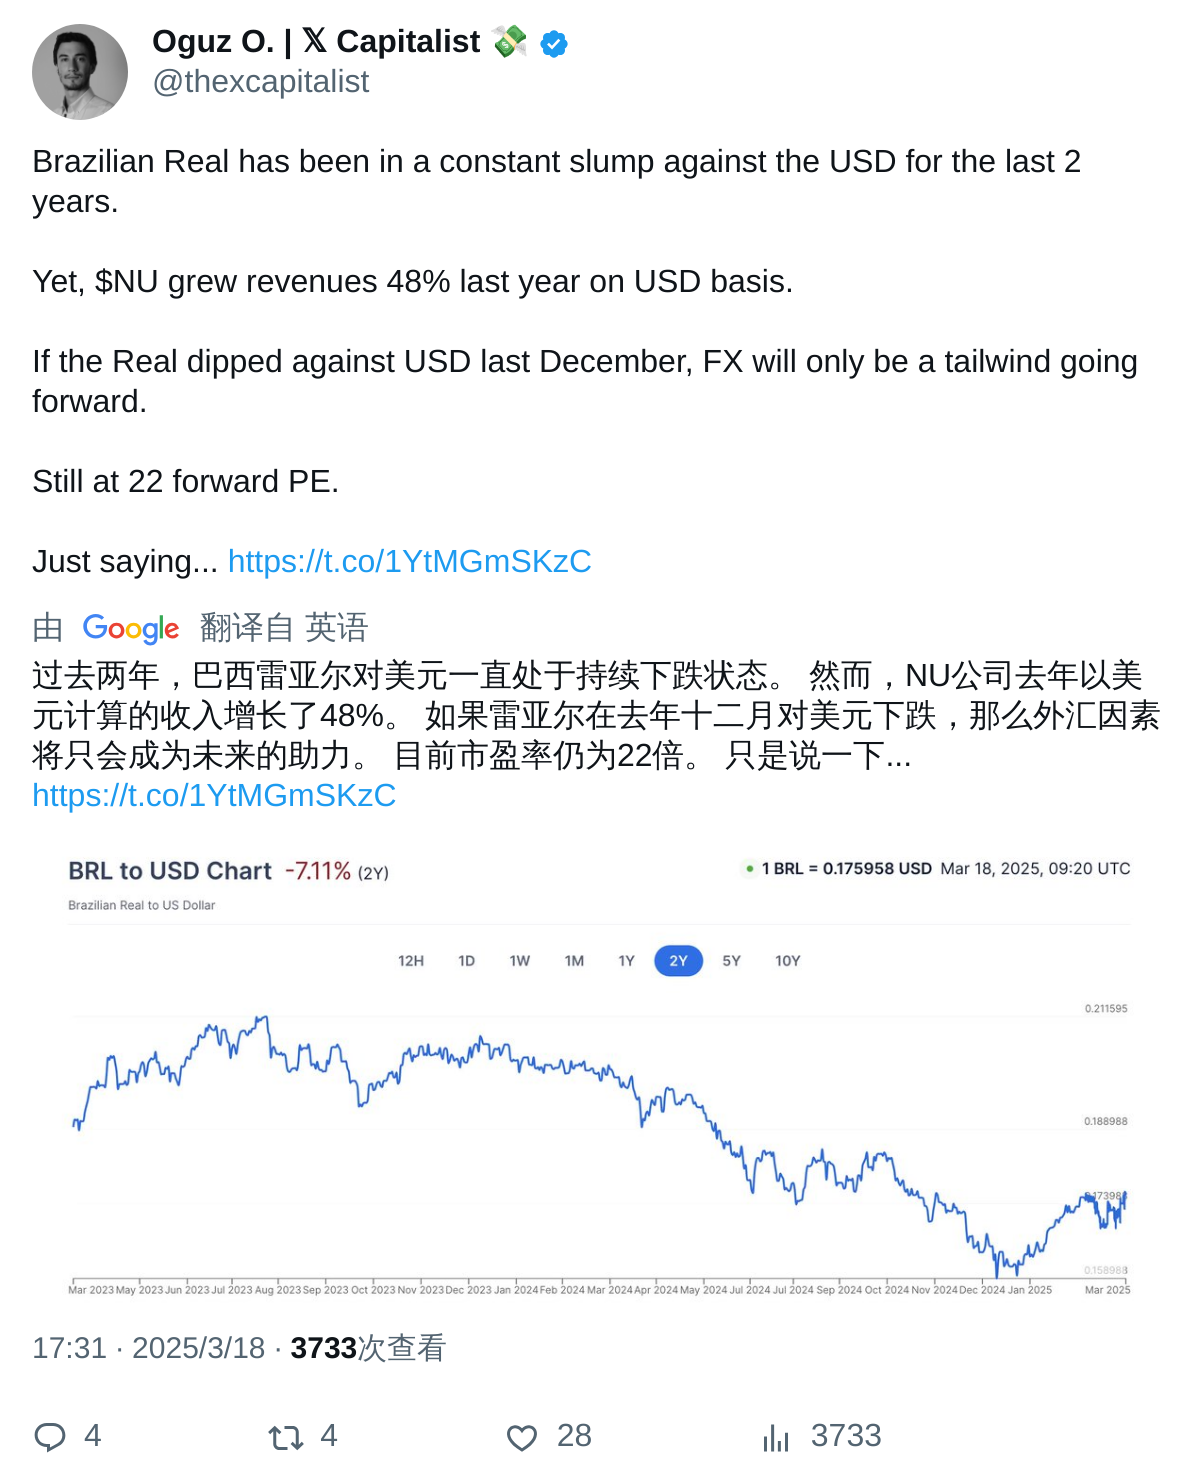 Oguz O. | 𝕏 Capitalist 💸
@thexcapitalist
Brazilian Real has been in a constant slump against the USD for the last 2
years.
Yet, $NU grew revenues 48% last year on USD basis.
If the Real dipped against USD last December, FX will only be a tailwind going
forward.
Still at 22 forward PE.
Just saying... https://t.co/1YtMGmSKzC
由 Google 翻译自 英语
过去两年，巴西雷亚尔对美元一直处于持续下跌状态。 然而，NU公司去年以美
元计算的收入增长了48%。 如果雷亚尔在去年十二月对美元下跌，那么外汇因素
将只会成为未来的助力。 目前市盈率仍为22倍。 只是说一下...
https://t.co/1YtMGmSKzC
BRL to USD Chart -7.11% (2Y)
1 BRL = 0.175958 USD Mar 18, 2025, 09:20 UTC
Brazilian Real to US Dollar
12H 1D 1W 1M 1Y 2Y 5Y 10Y
0.211595
0.188988
0.173988
0.158988
Mar 2023 May 2023 Jun 2023 Jul 2023 Aug 2023 Sep 2023 Oct 2023 Nov 2023 Dec 2023 Jan 2024 Feb 2024 Mar 2024 Apr 2024 May 2024 Jul 2024 Jul 2024 Sep 2024 Oct 2024 Nov 2024 Dec 2024 Jan 2025 Mar 2025
17:31 · 2025/3/18 · 3733次查看
4 4 28 3733